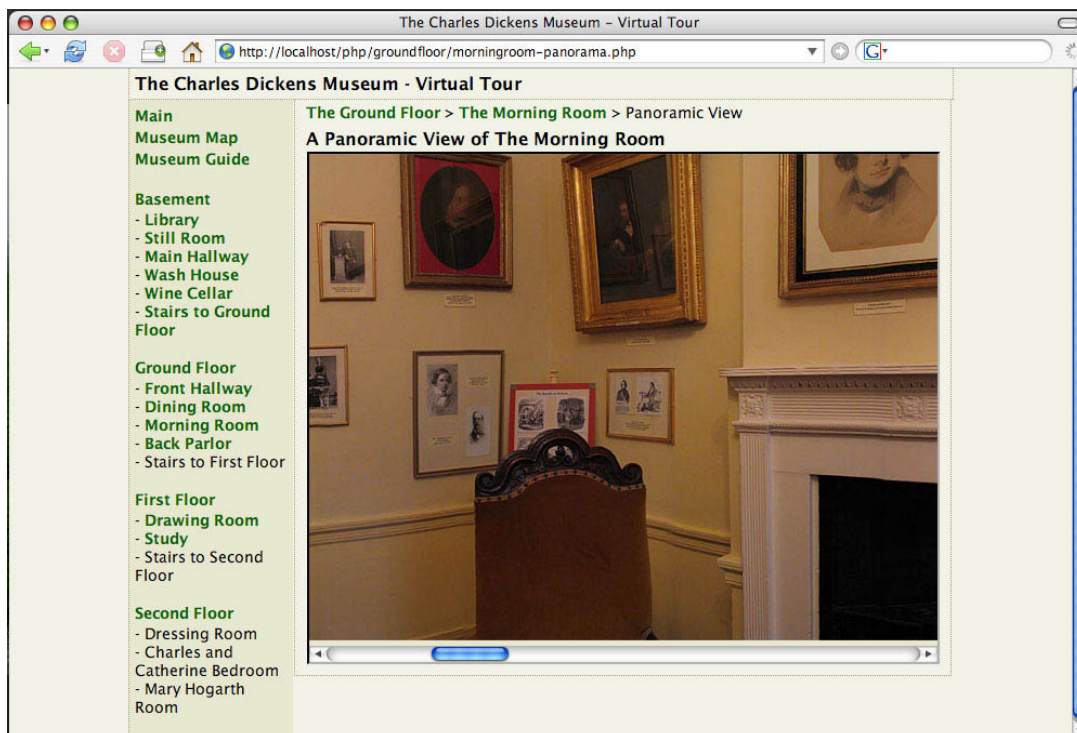 The Charles Dickens Museum – Virtual Tour
http://localhost/php/groundfloor/morningroom-panorama.php
G
The Charles Dickens Museum - Virtual Tour
Main
Museum Map
Museum Guide
Basement
- Library
- Still Room
- Main Hallway
- Wash House
- Wine Cellar
- Stairs to Ground
Floor
Ground Floor
- Front Hallway
- Dining Room
- Morning Room
- Back Parlor
- Stairs to First Floor
First Floor
- Drawing Room
- Study
- Stairs to Second
Floor
Second Floor
- Dressing Room
- Charles and
Catherine Bedroom
- Mary Hogarth
Room
The Ground Floor > The Morning Room > Panoramic View
A Panoramic View of The Morning Room